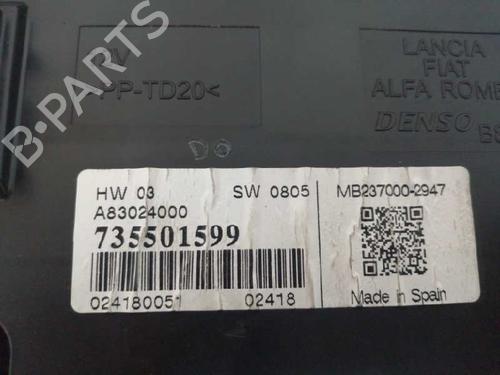 PP-TD20<
LANCIA
FIAT
ALFA ROME
DENSO
HW 03 SW 0805 MB237000-2947
A83024000
735501599
024180051 02418 Made in Spain
B-PARTS